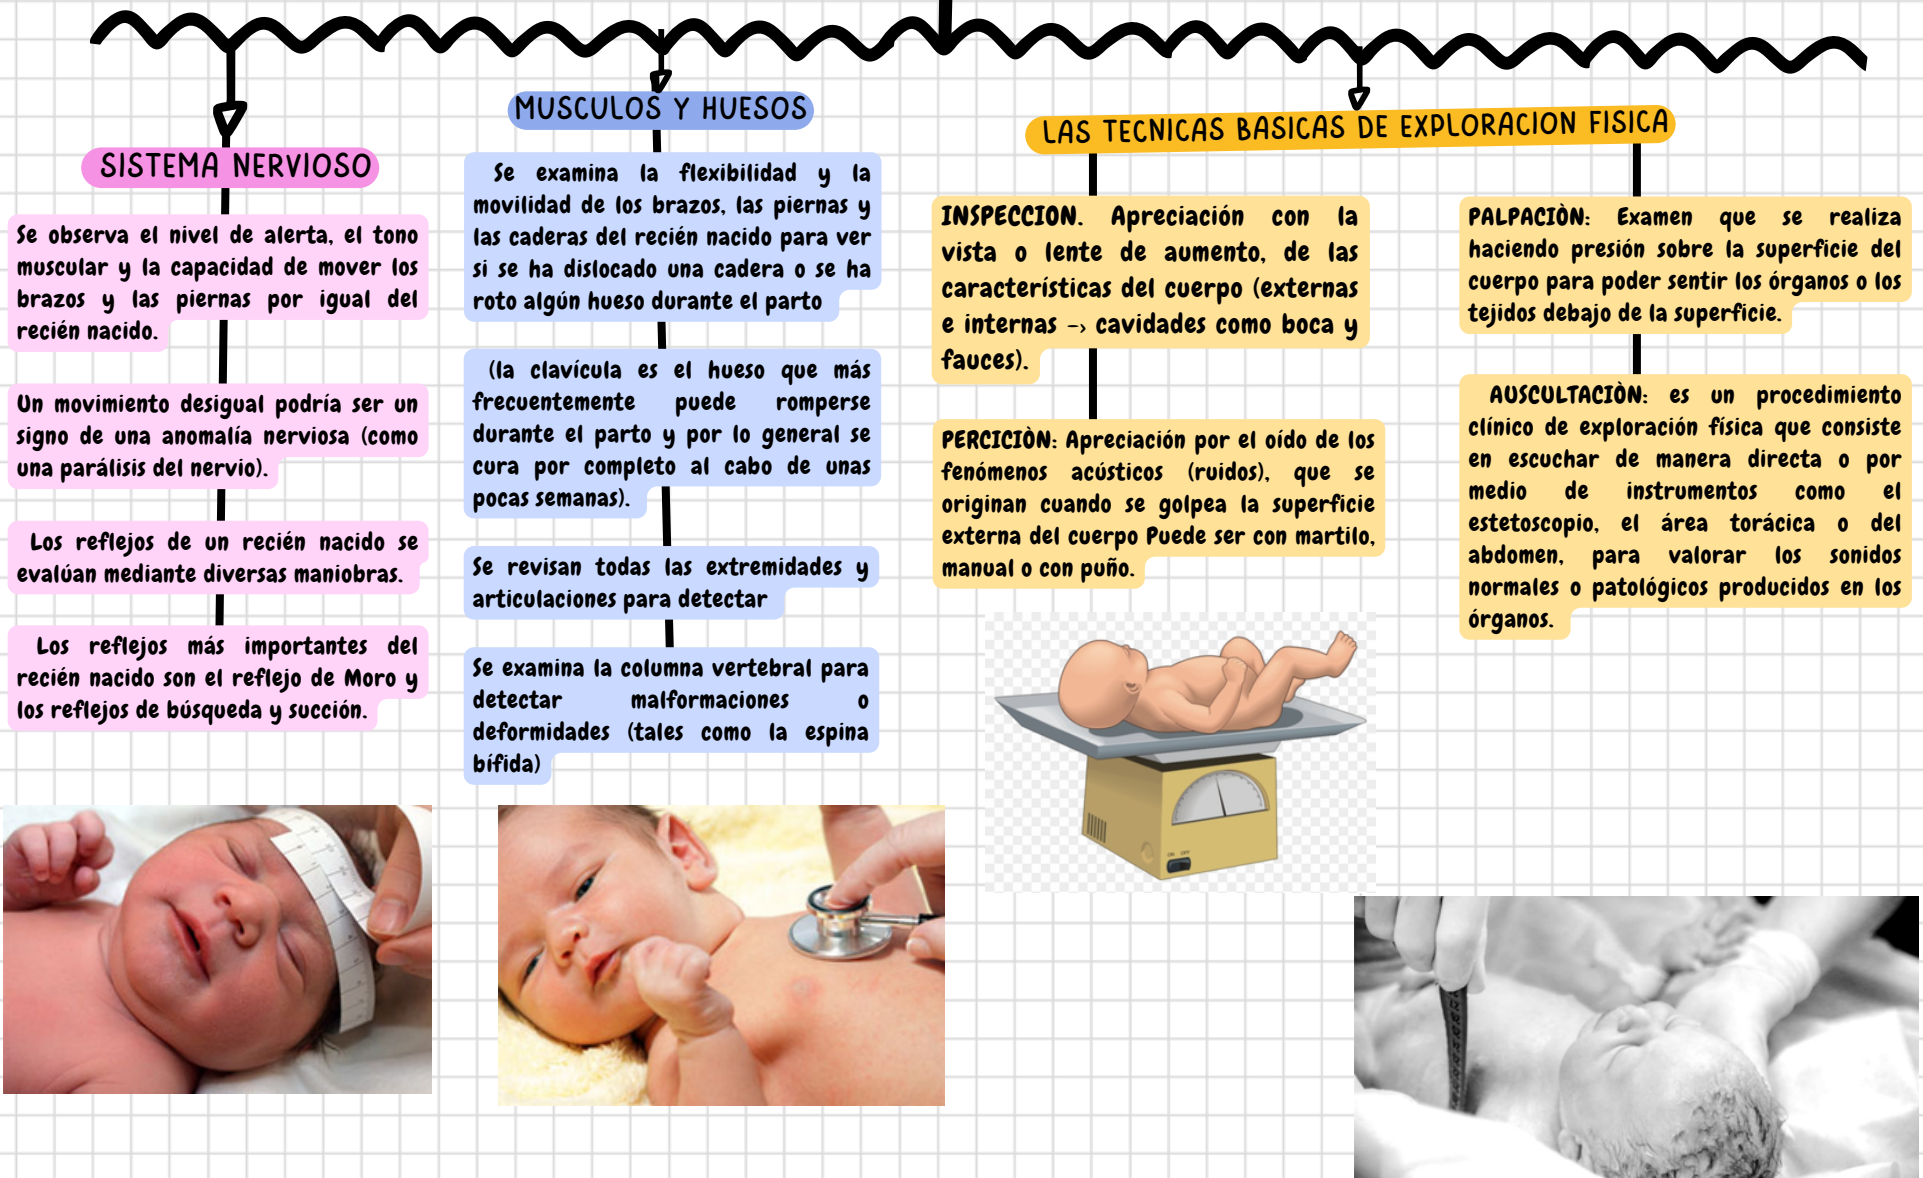 SISTEMA NERVIOSO
Se observa el nivel de alerta, el tono
muscular y la capacidad de mover los
brazos y las piernas por igual del
recién nacido.
Un movimiento desigual podría ser un
signo de una anomalía nerviosa (como
una parálisis del nervio).
Los reflejos de un recién nacido se
evalúan mediante diversas maniobras.
Los reflejos más importantes del
recién nacido son el reflejo de Moro y
los reflejos de búsqueda y succión.
MUSCULOS Y HUESOS
Se examina la flexibilidad y la
movilidad de los brazos, las piernas y
las caderas del recién nacido para ver
si se ha dislocado una cadera o se ha
roto algún hueso durante el parto
(la clavícula es el hueso que más
frecuentemente puede romperse
durante el parto y por lo general se
cura por completo al cabo de unas
pocas semanas).
Se revisan todas las extremidades y
articulaciones para detectar
Se examina la columna vertebral para
detectar malformaciones o
deformidades (tales como la espina
bífida)
LAS TECNICAS BASICAS DE EXPLORACION FISICA
INSPECCION. Apreciación con la
vista o lente de aumento, de las
características del cuerpo (externas
e internas -› cavidades como boca y
fauces).
PERCICIÒN: Apreciación por el oído de los
fenómenos acústicos (ruidos), que se
originan cuando se golpea la superficie
externa del cuerpo Puede ser con martilo,
manual o con puño.
PALPACIÒN: Examen que se realiza
haciendo presión sobre la superficie del
cuerpo para poder sentir los órganos o los
tejidos debajo de la superficie.
AUSCULTACIÒN: es un procedimiento
clínico de exploración física que consiste
en escuchar de manera directa o por
medio de instrumentos como el
estetoscopio, el área torácica o del
abdomen, para valorar los sonidos
normales o patológicos producidos en los
órganos.
ON OFF